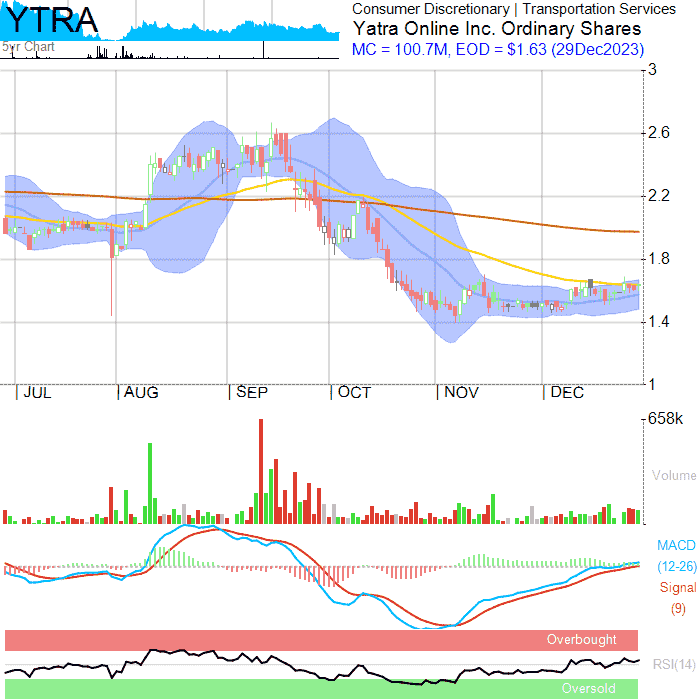 YTRA
5yr Chart
Consumer Discretionary | Transportation Services
Yatra Online Inc. Ordinary Shares
MC = 100.7M, EOD = $1.63 (29Dec2023)
3
2.6
2.2
1.8
1.4
1
JUL AUG SEP OCT NOV DEC
658k
Volume
MACD
(12-26)
Signal
(9)
Overbought
RSI(14)
Oversold